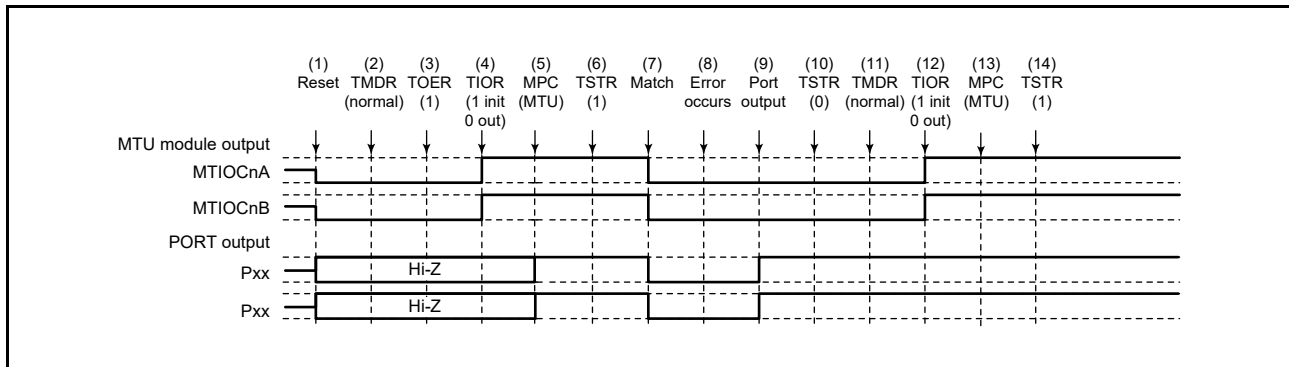 (1) (2) (3) (4) (5) (6) (7) (8) (9) (10) (11) (12) (13) (14)
Reset TMDR TOER TIOR MPC TSTR Match Error Port TSTR TMDR TIOR MPC TSTR
(normal) (1) (1 init (MTU) (1) occurs output (0) (normal) (1 init (MTU) (1)
0 out) 0 out)
MTU module output
MTIOCnA
MTIOCnB
PORT output
Pxx Hi-Z
Pxx Hi-Z